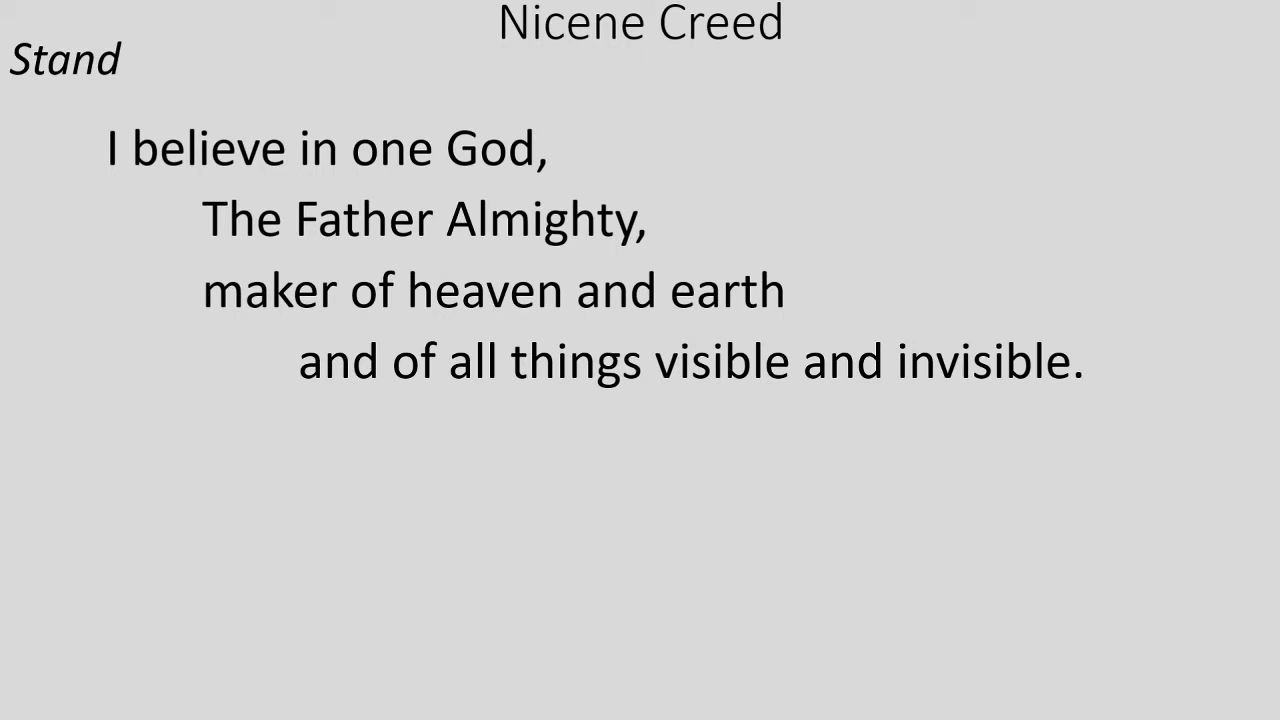 Nicene Creed
Stand
I believe in one God,
The Father Almighty,
maker of heaven and earth
and of all things visible and invisible.